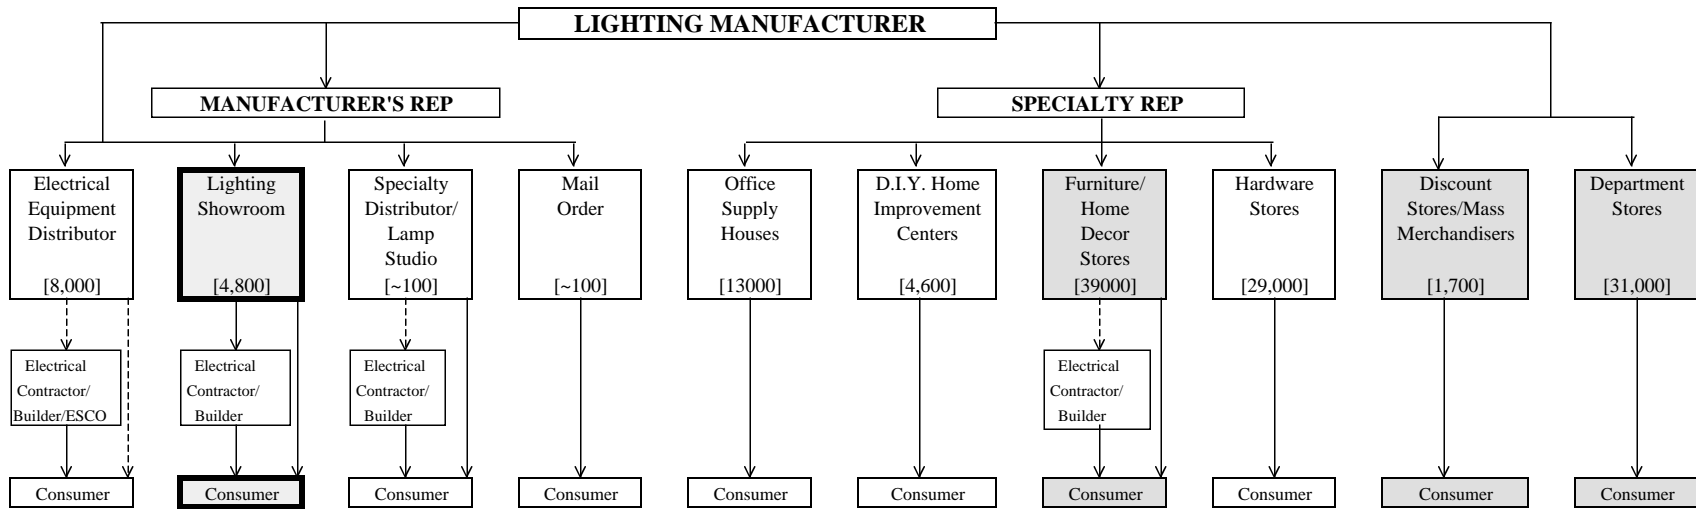 LIGHTING MANUFACTURER
MANUFACTURER'S REP
SPECIALTY REP
Electrical
Equipment
Distributor
[8,000]
Lighting
Showroom
[4,800]
Specialty
Distributor/
Lamp
Studio
[~100]
Mail
Order
[~100]
Office
Supply
Houses
[13000]
D.I.Y. Home
Improvement
Centers
[4,600]
Furniture/
Home
Decor
Stores
[39000]
Hardware
Stores
[29,000]
Discount
Stores/Mass
Merchandisers
[1,700]
Department
Stores
[31,000]
Electrical
Contractor/
Builder/ESCO
Electrical
Contractor/
Builder
Electrical
Contractor/
Builder
Electrical
Contractor/
Builder
Consumer
Consumer
Consumer
Consumer
Consumer
Consumer
Consumer
Consumer
Consumer
Consumer